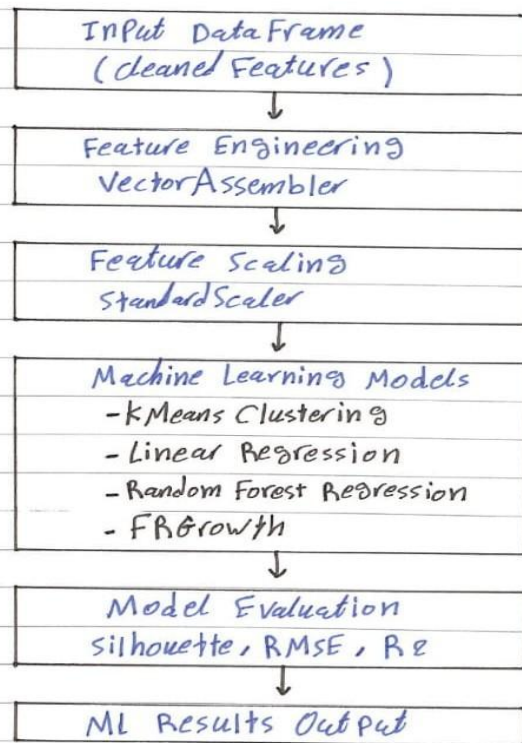 InPut DataFrame
(cleaned Features)
Feature Engineering
VectorAssembler
Feature Scaling
StandardScaler
Machine Learning Models
-KMeans Clustering
- Linear Regression
- Random Forest Regression
- FRGrowth
Model Evaluation
Silhouette, RMSE, R2
ML Results OutPut